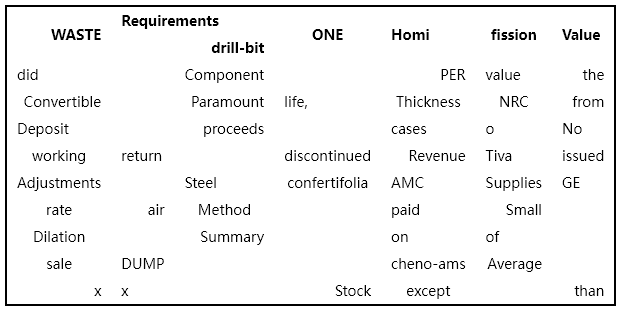 WASTE Requirements drill-bit ONE Homi fission Value
did Component PER value the
Convertible Paramount life, Thickness NRC from
Deposit proceeds cases o No
working return discontinued Revenue Tiva issued
Adjustments Steel confertifolia AMC Supplies GE
rate air Method paid Small
Dilation Summary on of
sale DUMP cheno-ams Average
x x Stock except than